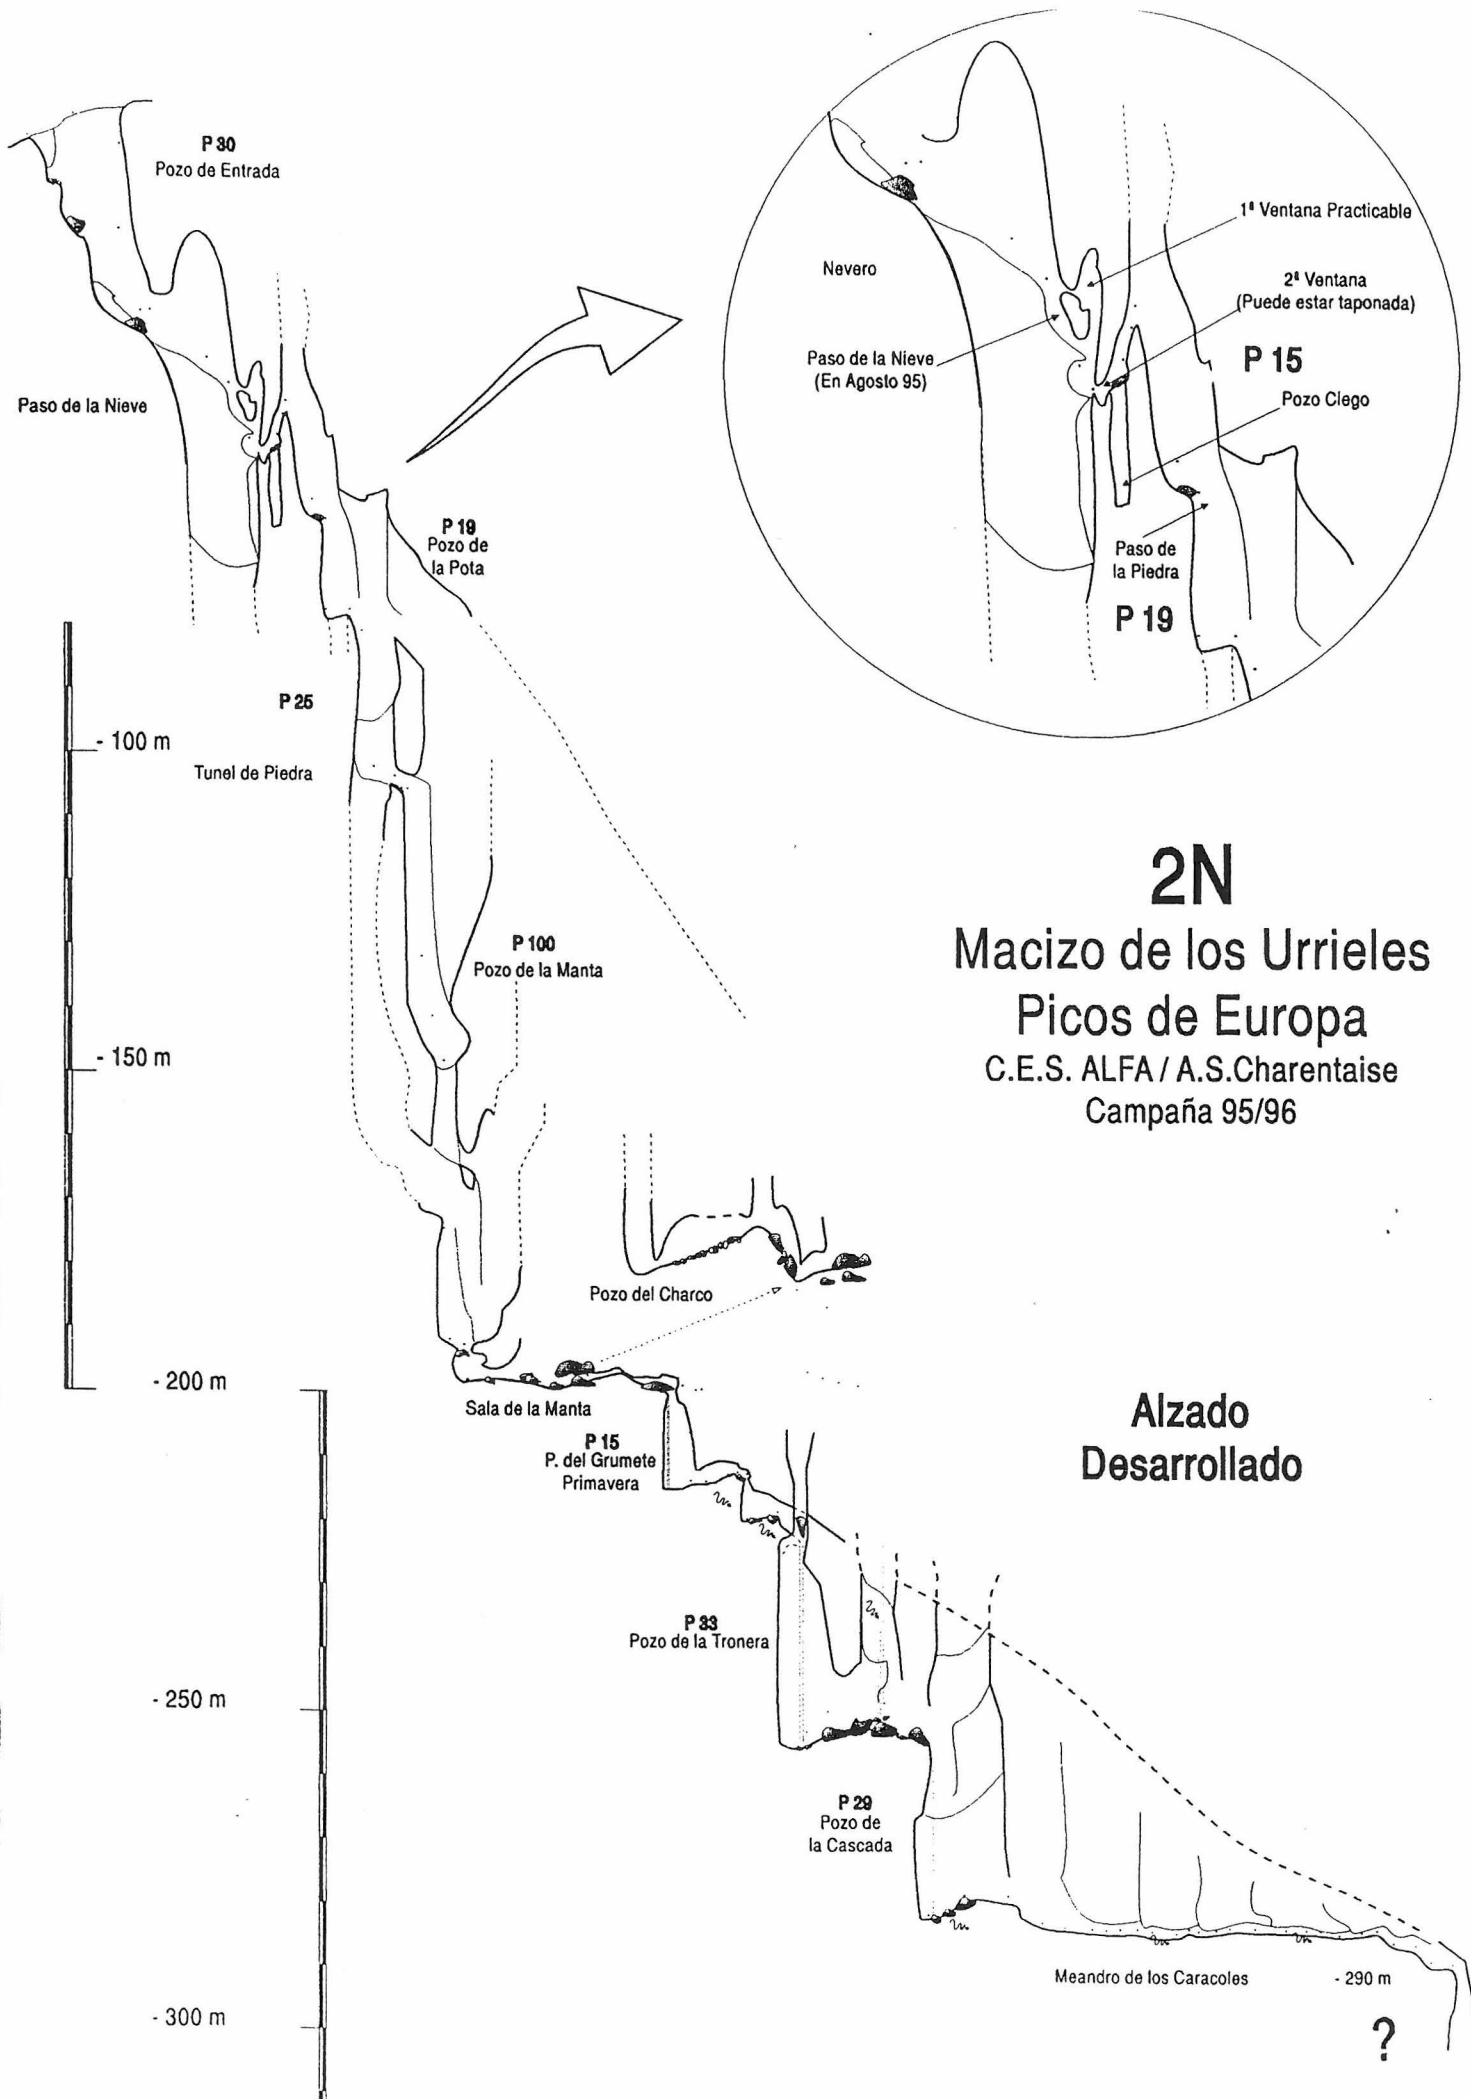 P 30
Pozo de Entrada
Paso de la Nieve
P 19
Pozo de
la Pota
P 25
Tunel de Piedra
- 100 m
P 100
Pozo de la Manta
- 150 m
Pozo del Charco
- 200 m
Sala de la Manta
P 15
P. del Grumete
Primavera
P 33
Pozo de la Tronera
- 250 m
P 29
Pozo de
la Cascada
Meandro de los Caracoles
- 290 m
- 300 m
?
Nevero
1ª Ventana Practicable
2ª Ventana
(Puede estar taponada)
Paso de la Nieve
(En Agosto 95)
P 15
Pozo Ciego
Paso de
la Piedra
P 19
2N
Macizo de los Urrieles
Picos de Europa
C.E.S. ALFA / A.S.Charentaise
Campaña 95/96
Alzado
Desarrollado